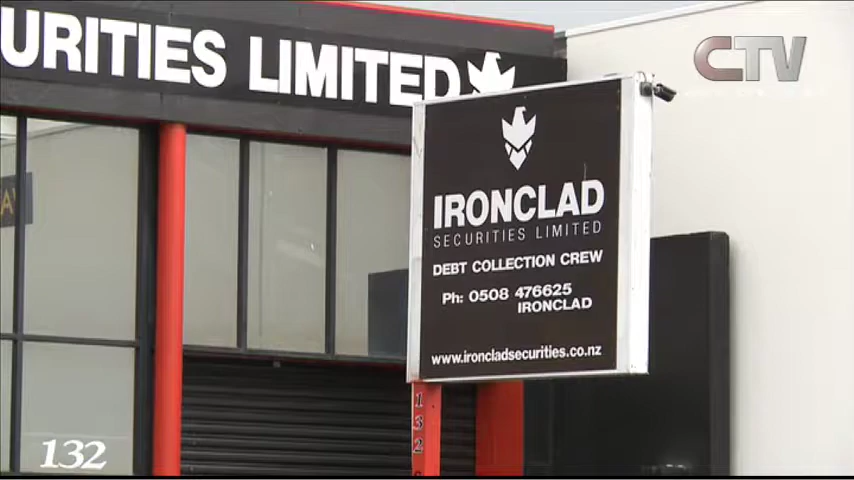 URITIES LIMITED
CTV
IRONCLAD
SECURITIES LIMITED
DEBT COLLECTION CREW
Ph: 0508 476625
IRONCLAD
www.ironcladsecurities.co.nz
132
132